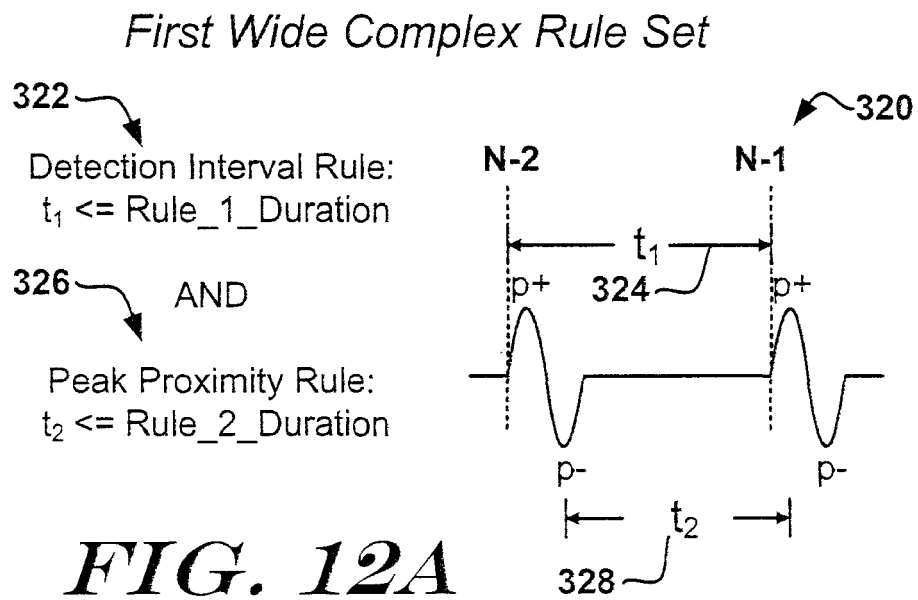 First Wide Complex Rule Set
322
320
Detection Interval Rule:
t₁ <= Rule_1_Duration
N-2
N-1
t₁
324
326
AND
p+
p+
Peak Proximity Rule:
t₂ <= Rule_2_Duration
p-
p-
t₂
328
FIG. 12A